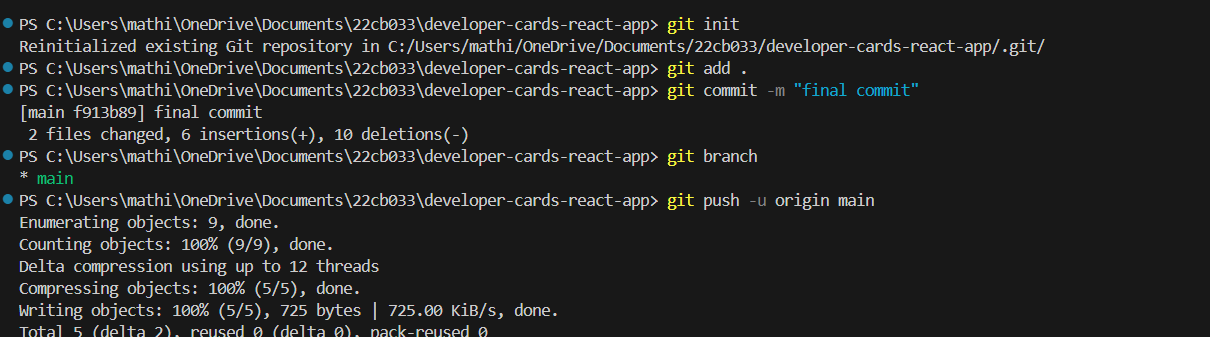 PS C:\Users\mathi\OneDrive\Documents\22cb033\developer-cards-react-app> git init
Reinitialized existing Git repository in C:/Users/mathi/OneDrive/Documents/22cb033/developer-cards-react-app/.git/
PS C:\Users\mathi\OneDrive\Documents\22cb033\developer-cards-react-app> git add .
PS C:\Users\mathi\OneDrive\Documents\22cb033\developer-cards-react-app> git commit -m "final commit"
[main f913b89] final commit
 2 files changed, 6 insertions(+), 10 deletions(-)
PS C:\Users\mathi\OneDrive\Documents\22cb033\developer-cards-react-app> git branch
* main
PS C:\Users\mathi\OneDrive\Documents\22cb033\developer-cards-react-app> git push -u origin main
Enumerating objects: 9, done.
Counting objects: 100% (9/9), done.
Delta compression using up to 12 threads
Compressing objects: 100% (5/5), done.
Writing objects: 100% (5/5), 725 bytes | 725.00 KiB/s, done.
Total 5 (delta 2), reused 0 (delta 0), pack-reused 0